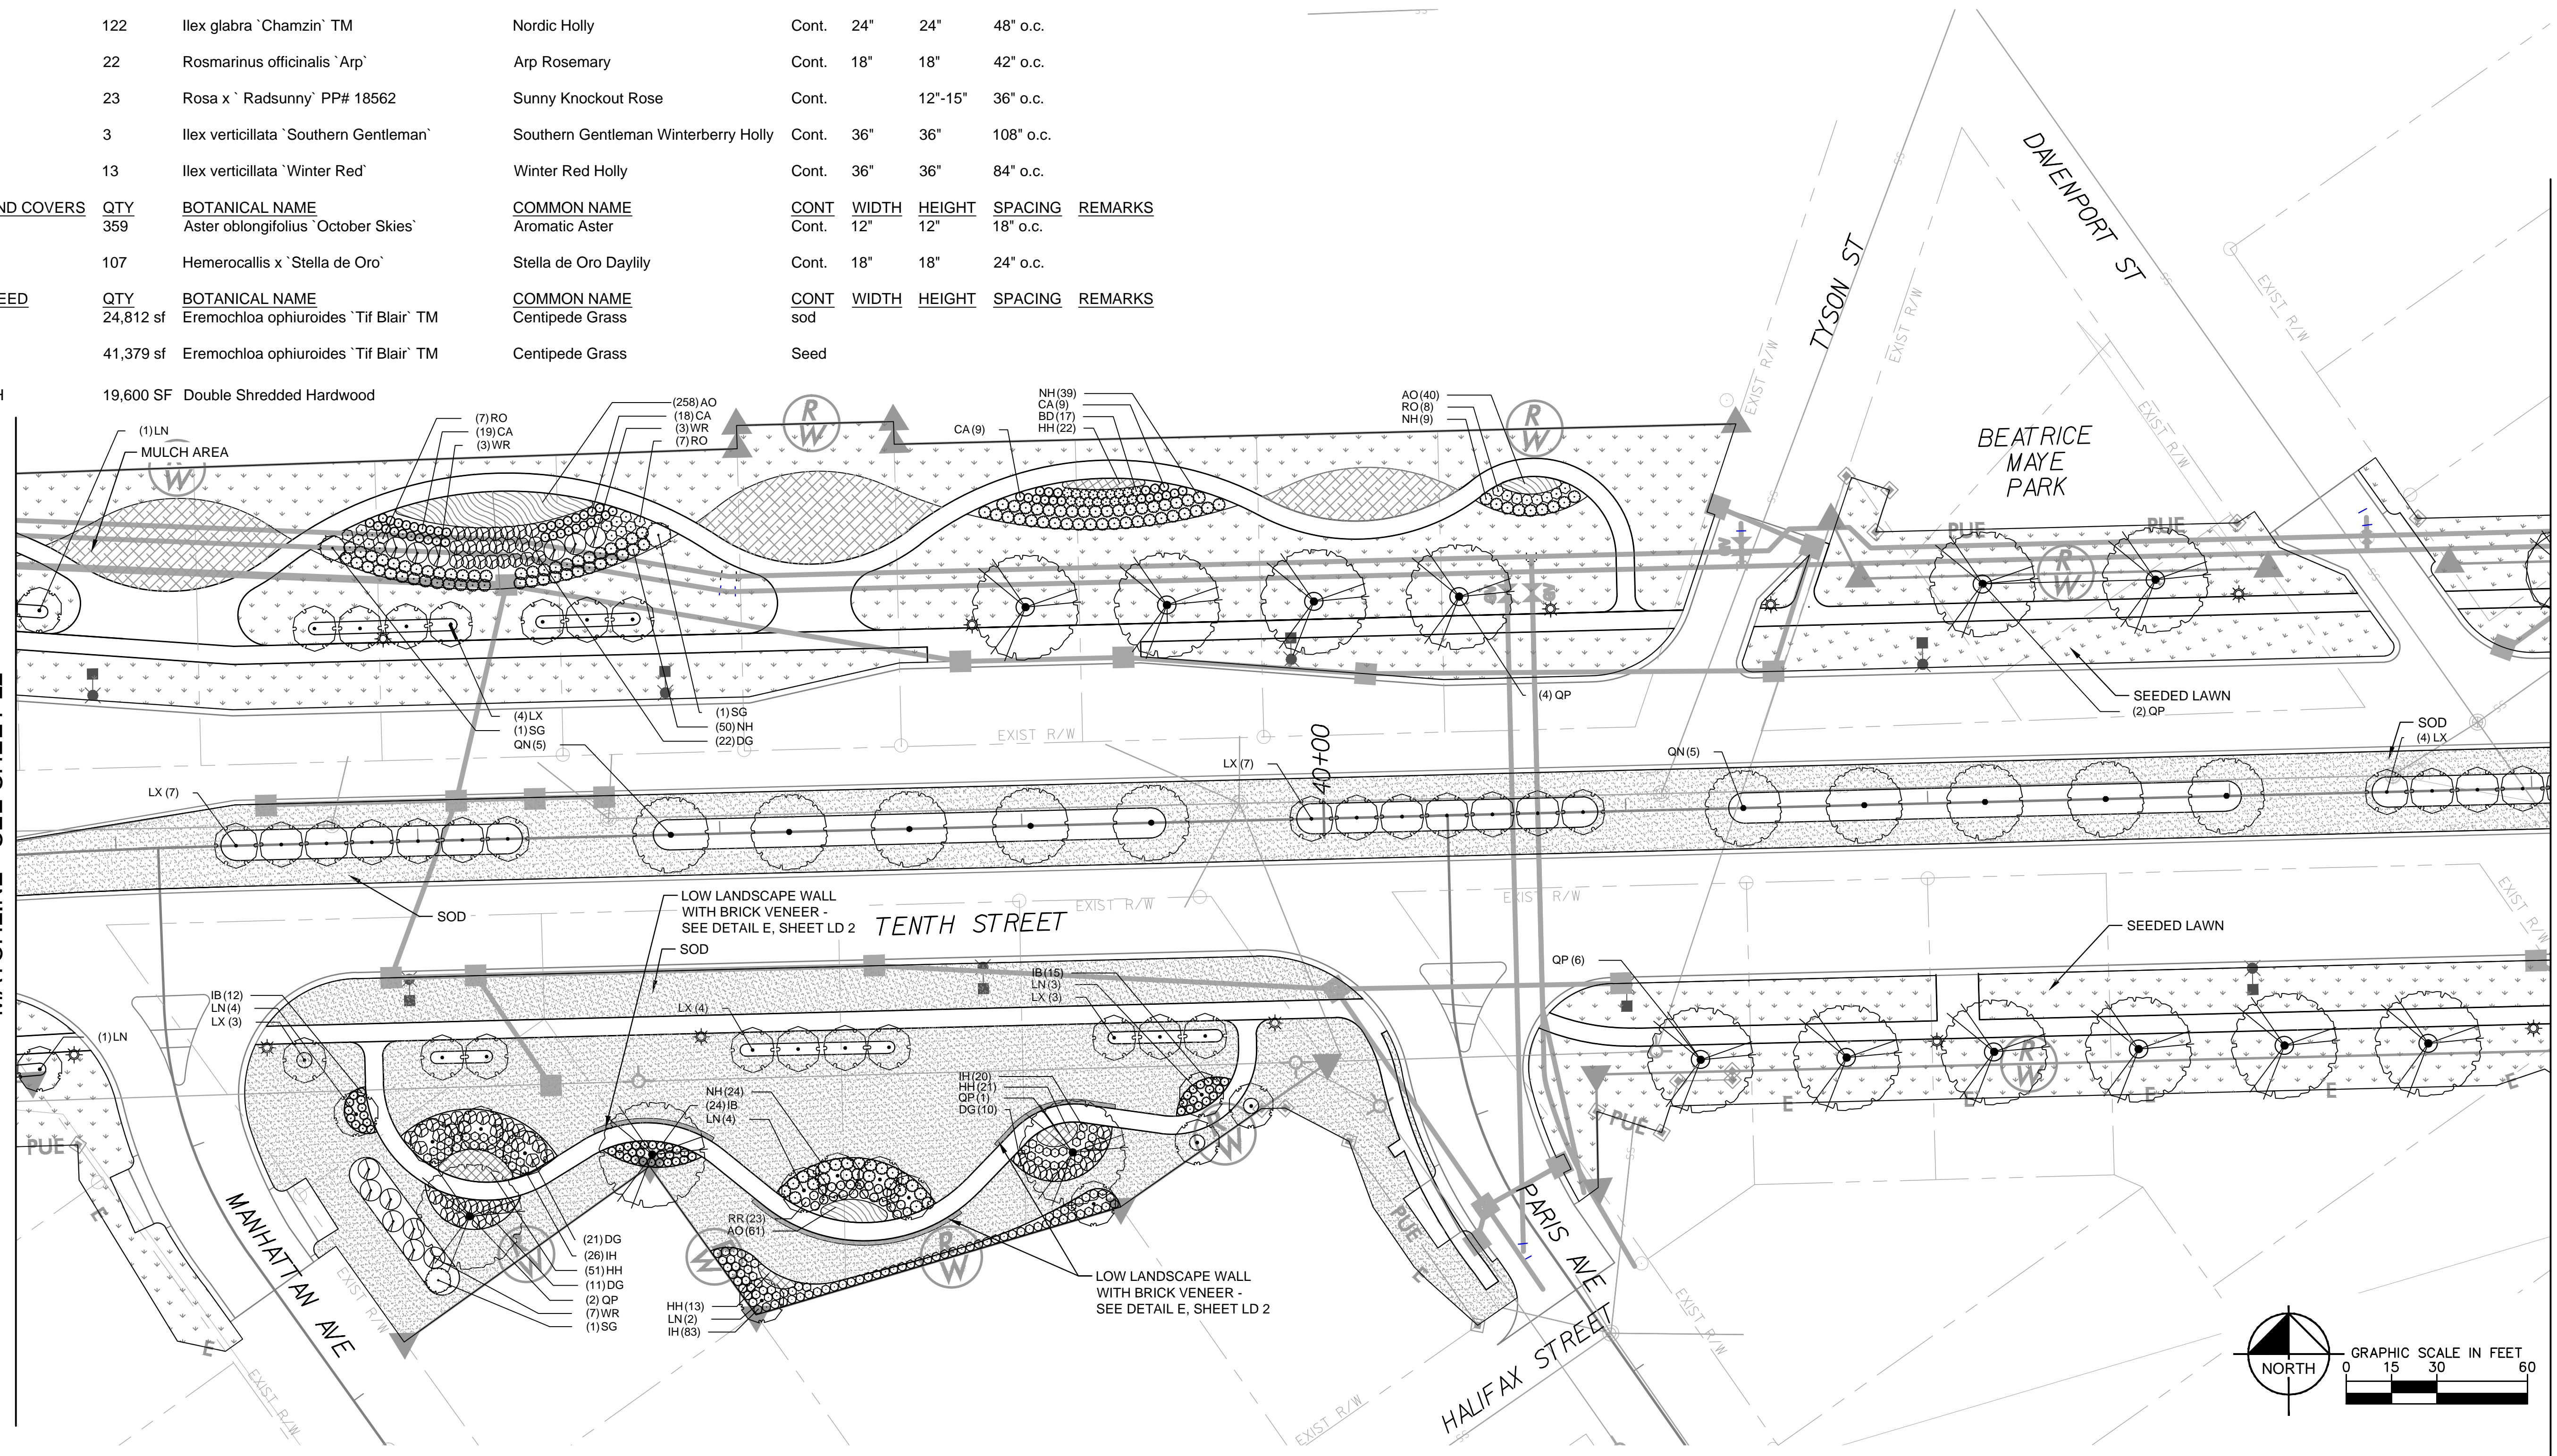 122 Ilex glabra `Chamzin` TM Nordic Holly Cont. 24" 24" 48" o.c.
22 Rosmarinus officinalis `Arp` Arp Rosemary Cont. 18" 18" 42" o.c.
23 Rosa x ` Radsunny` PP# 18562 Sunny Knockout Rose Cont. 12"-15" 36" o.c.
3 Ilex verticillata `Southern Gentleman` Southern Gentleman Winterberry Holly Cont. 36" 36" 108" o.c.
13 Ilex verticillata `Winter Red` Winter Red Holly Cont. 36" 36" 84" o.c.
ND COVERS QTY BOTANICAL NAME COMMON NAME CONT WIDTH HEIGHT SPACING REMARKS
359 Aster oblongifolius `October Skies` Aromatic Aster Cont. 12" 12" 18" o.c.
107 Hemerocallis x `Stella de Oro` Stella de Oro Daylily Cont. 18" 18" 24" o.c.
EED QTY BOTANICAL NAME COMMON NAME CONT WIDTH HEIGHT SPACING REMARKS
24,812 sf Eremochloa ophiuroides `Tif Blair` TM Centipede Grass sod
41,379 sf Eremochloa ophiuroides `Tif Blair` TM Centipede Grass Seed
H 19,600 SF Double Shredded Hardwood
DAVENPORT ST
TYSON ST
EXIST R/W
EXIST R/W
EXIST R/W
EXIST R/W
BEATRICE
MAYE
PARK
(1)LN
MULCH AREA
(7)RO
(19)CA
(3)WR
(258)AO
(18)CA
(3)WR
(7)RO
CA(9)
NH(39)
CA(9)
BD(17)
HH(22)
AO(40)
RO(8)
NH(9)
R W
R W
R W
R W
PUE
PUE
(4)LX
(1)SG
QN(5)
(1)SG
(50)NH
(22)DG
(4)QP
SEEDED LAWN
(2)QP
SOD
(4)LX
EXIST R/W
40+00
LX(7)
LX(7)
QN(5)
SOD
LOW LANDSCAPE WALL
WITH BRICK VENEER -
SEE DETAIL E, SHEET LD 2
SOD
TENTH STREET
EXIST R/W
EXIST R/W
EXIST R/W
SEEDED LAWN
QP(6)
IB(12)
LN(4)
LX(3)
(1)LN
LX(4)
IB(15)
LN(3)
LX(3)
NH(24)
(24)IB
LN(4)
IH(20)
HH(21)
QP(1)
DG(10)
RR(23)
AO(61)
(21)DG
(26)IH
(51)HH
(11)DG
(2)QP
(7)WR
(1)SG
HH(13)
LN(2)
IH(83)
LOW LANDSCAPE WALL
WITH BRICK VENEER -
SEE DETAIL E, SHEET LD 2
R W
R W
R W
R W
PUE
PUE
PUE
E
E
E
E
E
E
E
MANHATTAN AVE
PARIS AVE
HALIFAX STREET
EXIST R/W
EXIST R/W
EXIST R/W
EXIST R/W
NORTH
GRAPHIC SCALE IN FEET
0 15 30 60